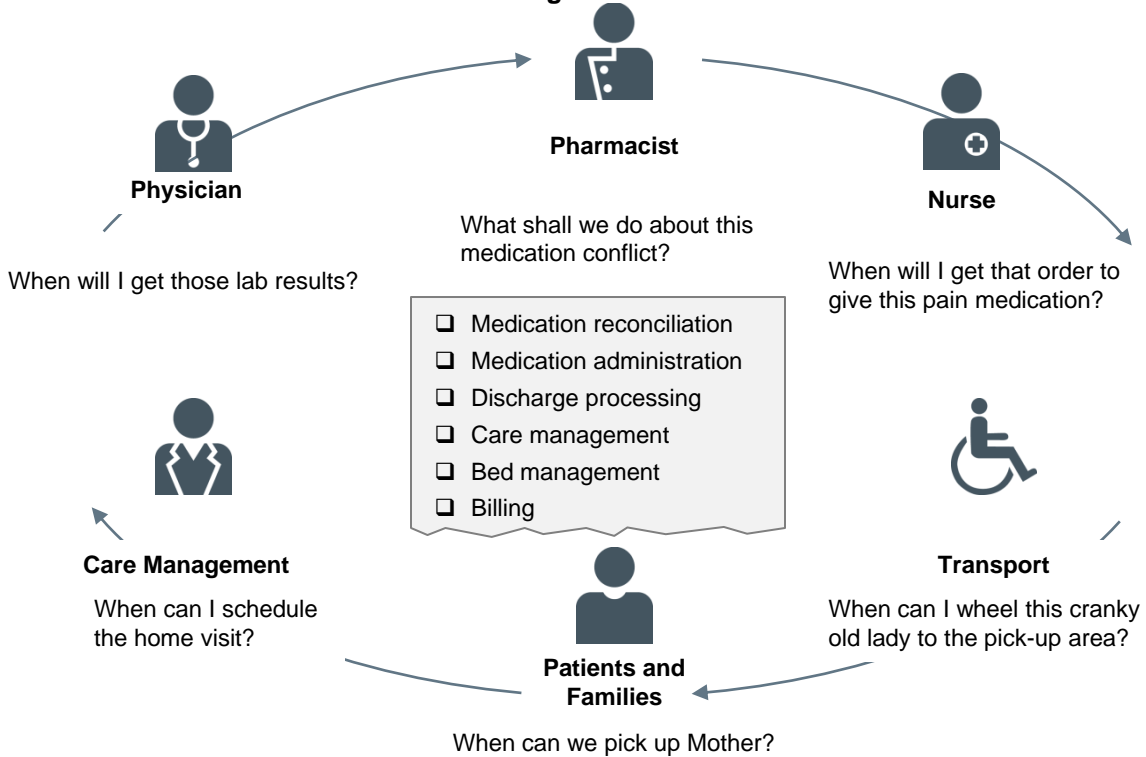 Pharmacist
Physician
Nurse
What shall we do about this
medication conflict?
When will I get those lab results?
When will I get that order to
give this pain medication?
Medication reconciliation
Medication administration
Discharge processing
Care management
Bed management
Billing
Care Management
Transport
When can I schedule
the home visit?
When can I wheel this cranky
old lady to the pick-up area?
Patients and
Families
When can we pick up Mother?